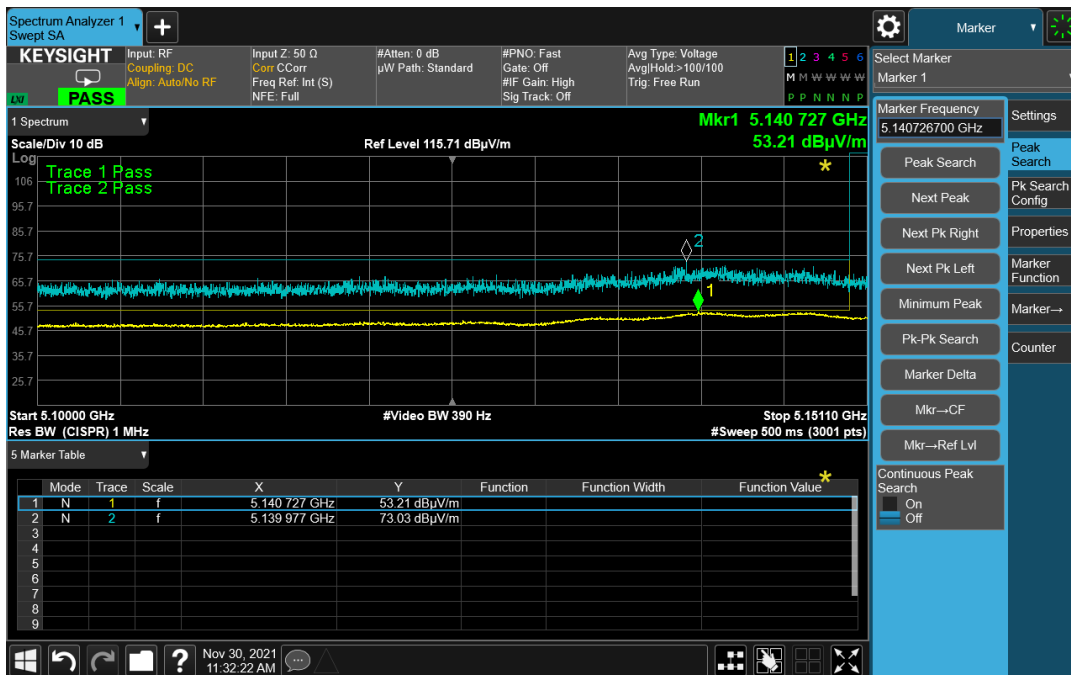 Spectrum Analyzer 1
Swept SA
+
Marker
KEYSIGHT
LXI
PASS
Input: RF
Coupling: DC
Align: Auto/No RF
Input Z: 50 Ω
Corr CCorr
Freq Ref: Int (S)
NFE: Full
#Atten: 0 dB
µW Path: Standard
#PNO: Fast
Gate: Off
#IF Gain: High
Sig Track: Off
Avg Type: Voltage
Avg|Hold:>100/100
Trig: Free Run
1 2 3 4 5 6
M M W W W W
P P N N N P
Select Marker
Marker 1
1 Spectrum
Scale/Div 10 dB
Ref Level 115.71 dBµV/m
Mkr1 5.140 727 GHz
53.21 dBµV/m
Log
Trace 1 Pass
Trace 2 Pass
106
95.7
85.7
75.7
65.7
55.7
45.7
35.7
25.7
2
1
Start 5.10000 GHz
#Video BW 390 Hz
Stop 5.15110 GHz
Res BW (CISPR) 1 MHz
#Sweep 500 ms (3001 pts)
5 Marker Table
Mode Trace Scale X Y Function Function Width Function Value
1 N 1 f 5.140 727 GHz 53.21 dBµV/m
2 N 2 f 5.139 977 GHz 73.03 dBµV/m
3
4
5
6
7
8
9
Marker Frequency
5.140726700 GHz
Peak Search
Next Peak
Next Pk Right
Next Pk Left
Minimum Peak
Pk-Pk Search
Marker Delta
Mkr→CF
Mkr→Ref Lvl
Continuous Peak
Search
On
Off
Settings
Peak
Search
Pk Search
Config
Properties
Marker
Function
Marker→
Counter
?
Nov 30, 2021
11:32:22 AM